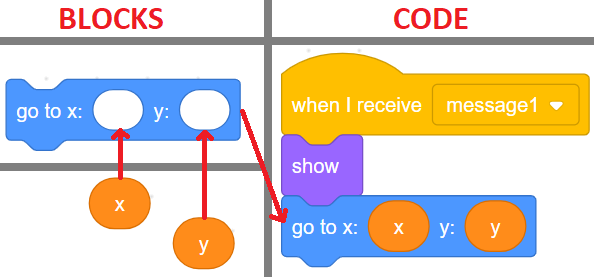 BLOCKS
go to x: y:
x
y
CODE
when I receive message1
show
go to x: x y: y